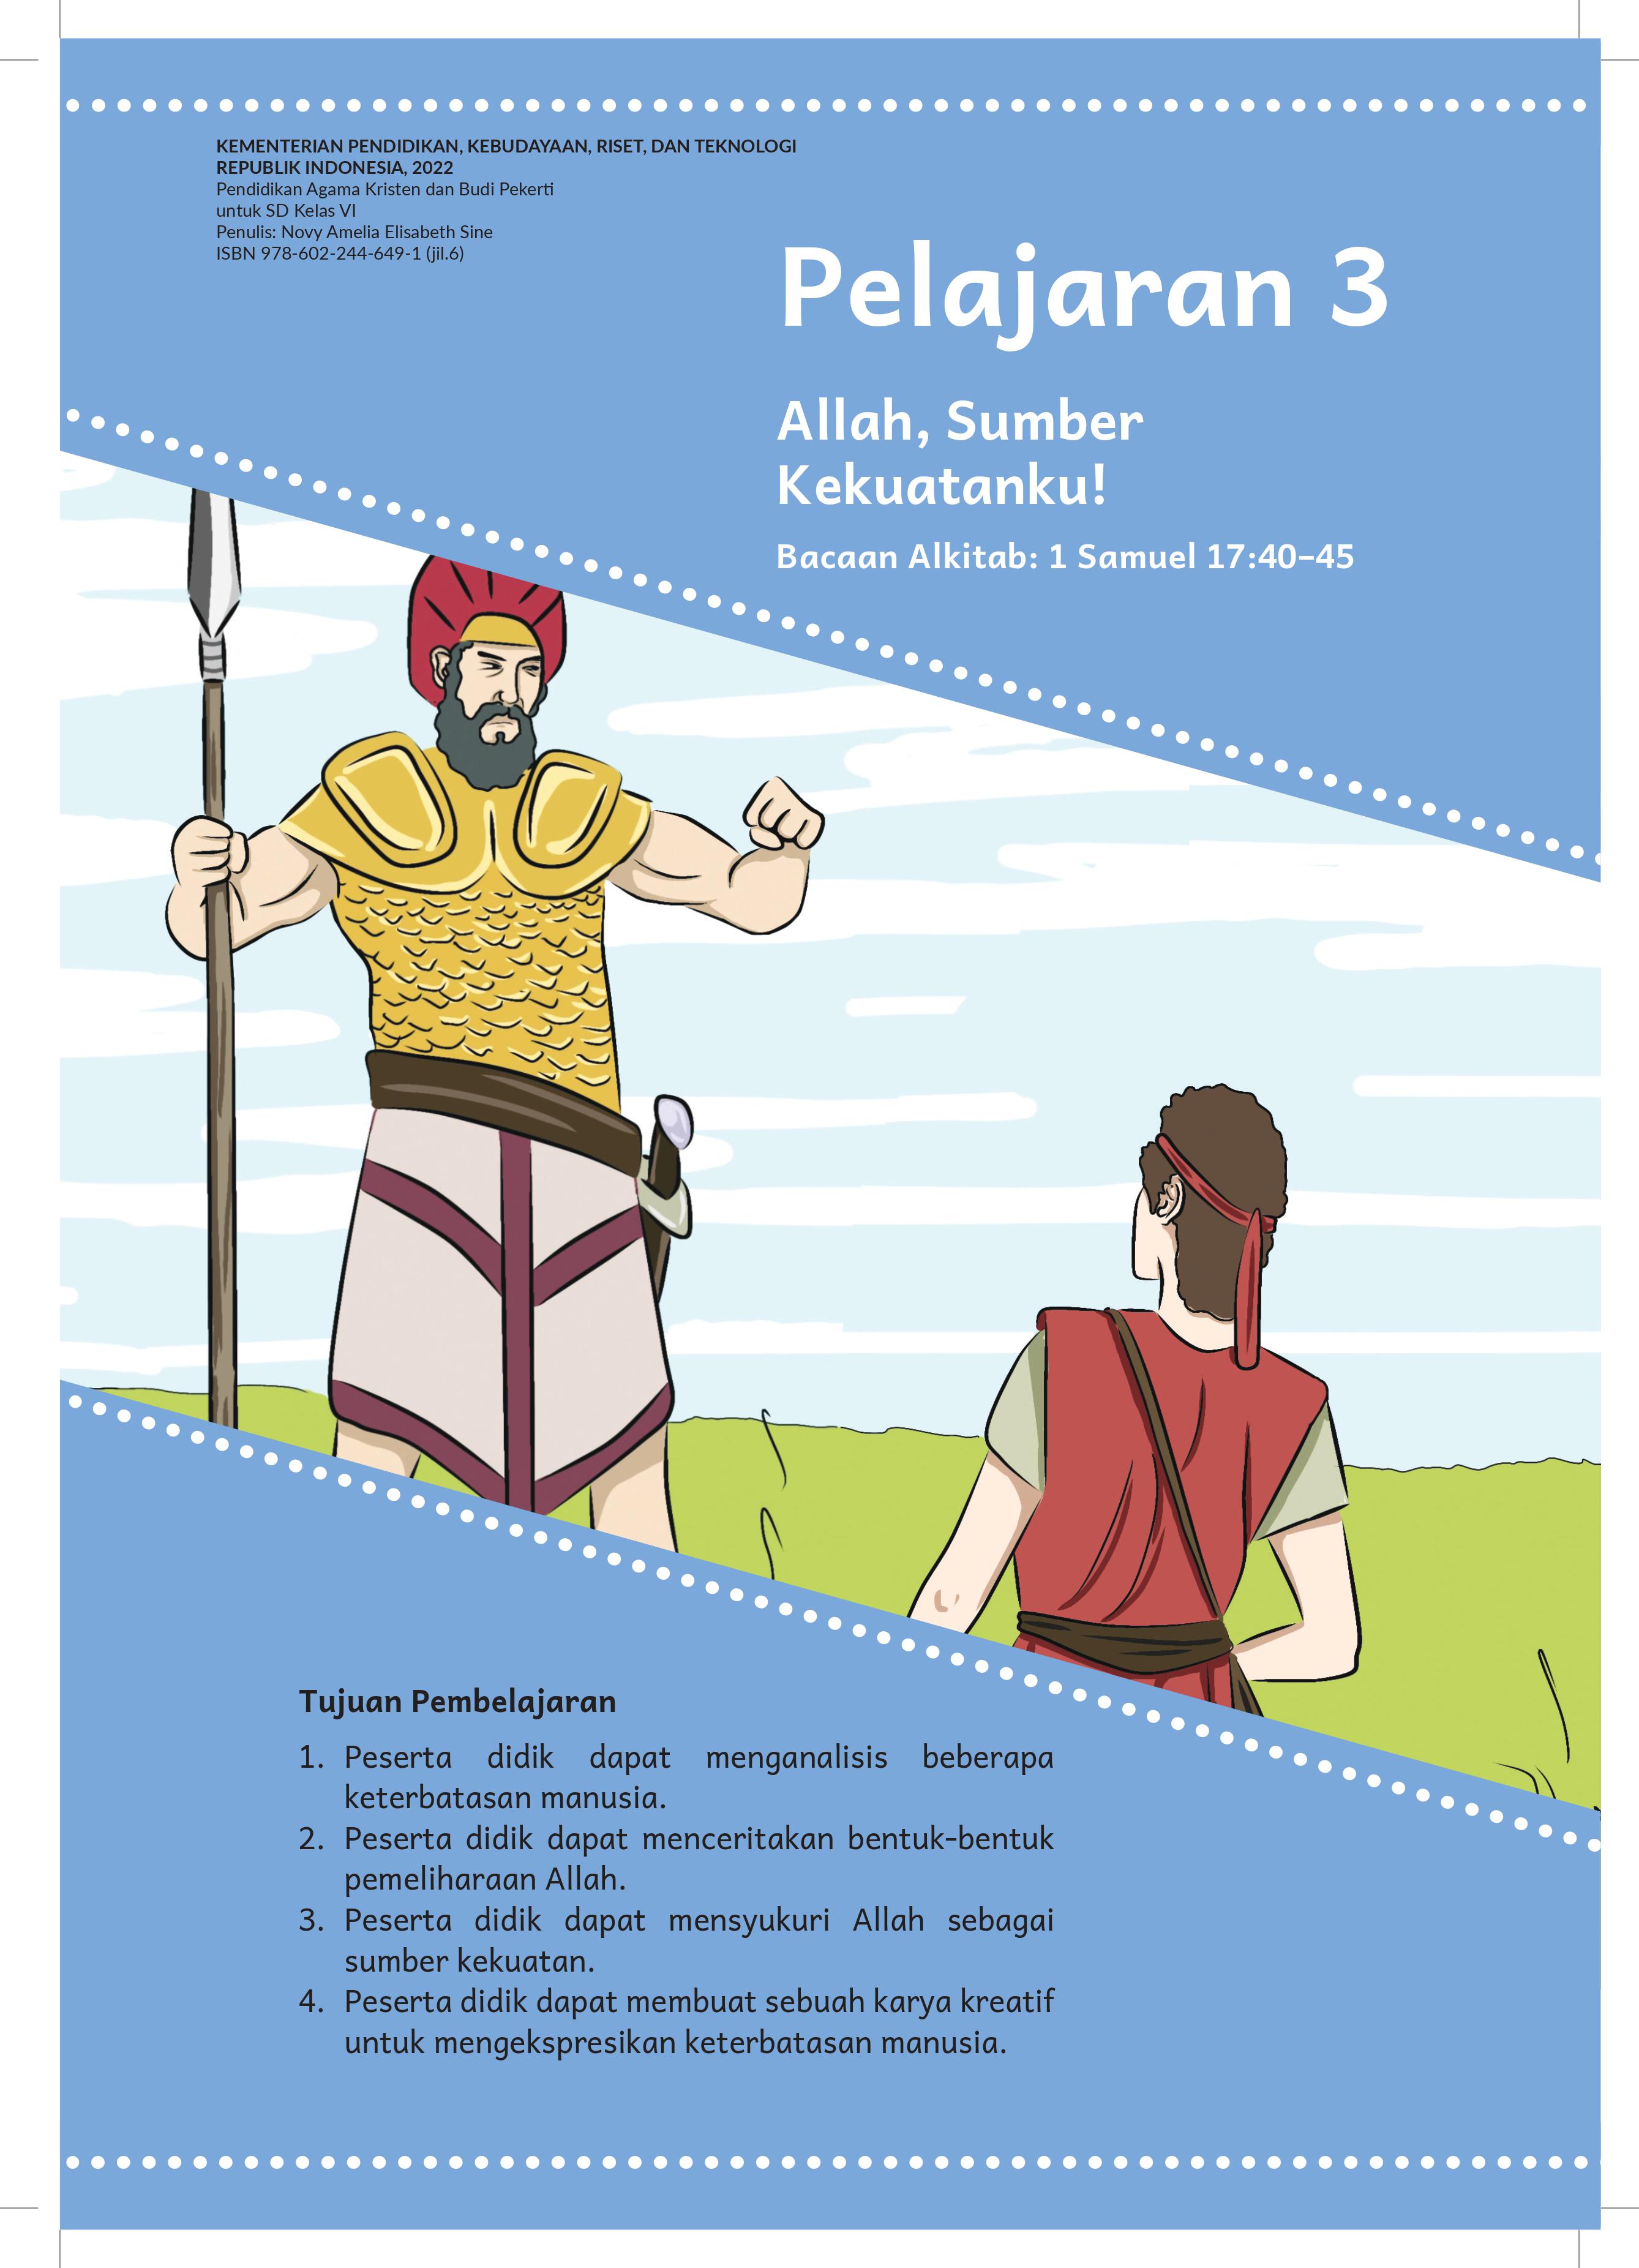 KEMENTERIAN PENDIDIKAN, KEBUDAYAAN, RISET, DAN TEKNOLOGI
REPUBLIK INDONESIA, 2022
Pendidikan Agama Kristen dan Budi Pekerti
untuk SD Kelas VI
Penulis: Novy Amelia Elisabeth Sine
ISBN 978-602-244-649-1 (jil.6)
Pelajaran 3
Allah, Sumber
Kekuatanku!
Bacaan Alkitab: 1 Samuel 17:40–45
Tujuan Pembelajaran
1. Peserta didik dapat menganalisis beberapa
keterbatasan manusia.
2. Peserta didik dapat menceritakan bentuk-bentuk
pemeliharaan Allah.
3. Peserta didik dapat mensyukuri Allah sebagai
sumber kekuatan.
4. Peserta didik dapat membuat sebuah karya kreatif
untuk mengekspresikan keterbatasan manusia.